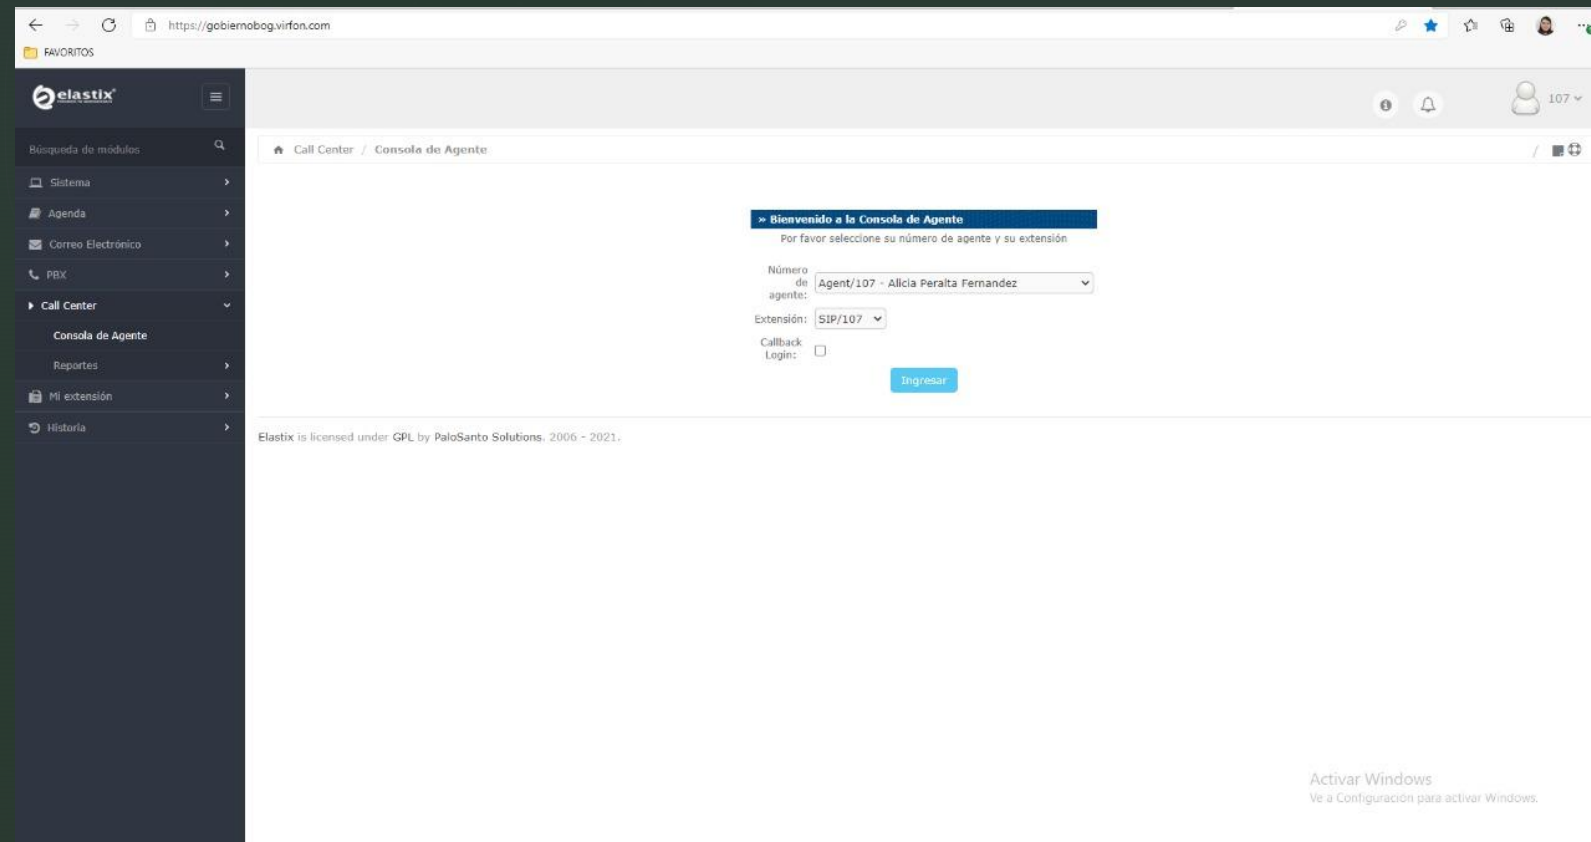 https://gobiernobog.virfon.com
FAVORITOS
elastix
107
Búsqueda de módulos
Call Center / Consola de Agente
/
Sistema
Agenda
Correo Electrónico
PBX
Call Center
Consola de Agente
Reportes
Mi extensión
Historia
» Bienvenido a la Consola de Agente
Por favor seleccione su número de agente y su extensión
Número
de
agente:
Agent/107 - Alicia Peralta Fernandez
Extensión: SIP/107
Callback
Login:
Ingresar
Elastix is licensed under GPL by PaloSanto Solutions. 2006 - 2021.
Activar Windows
Ve a Configuración para activar Windows.